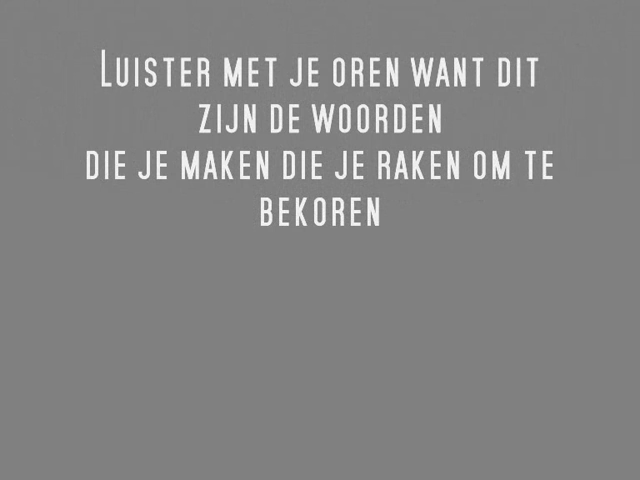 Luister met je oren want dit
zijn de woorden
die je maken die je raken om te
bekoren